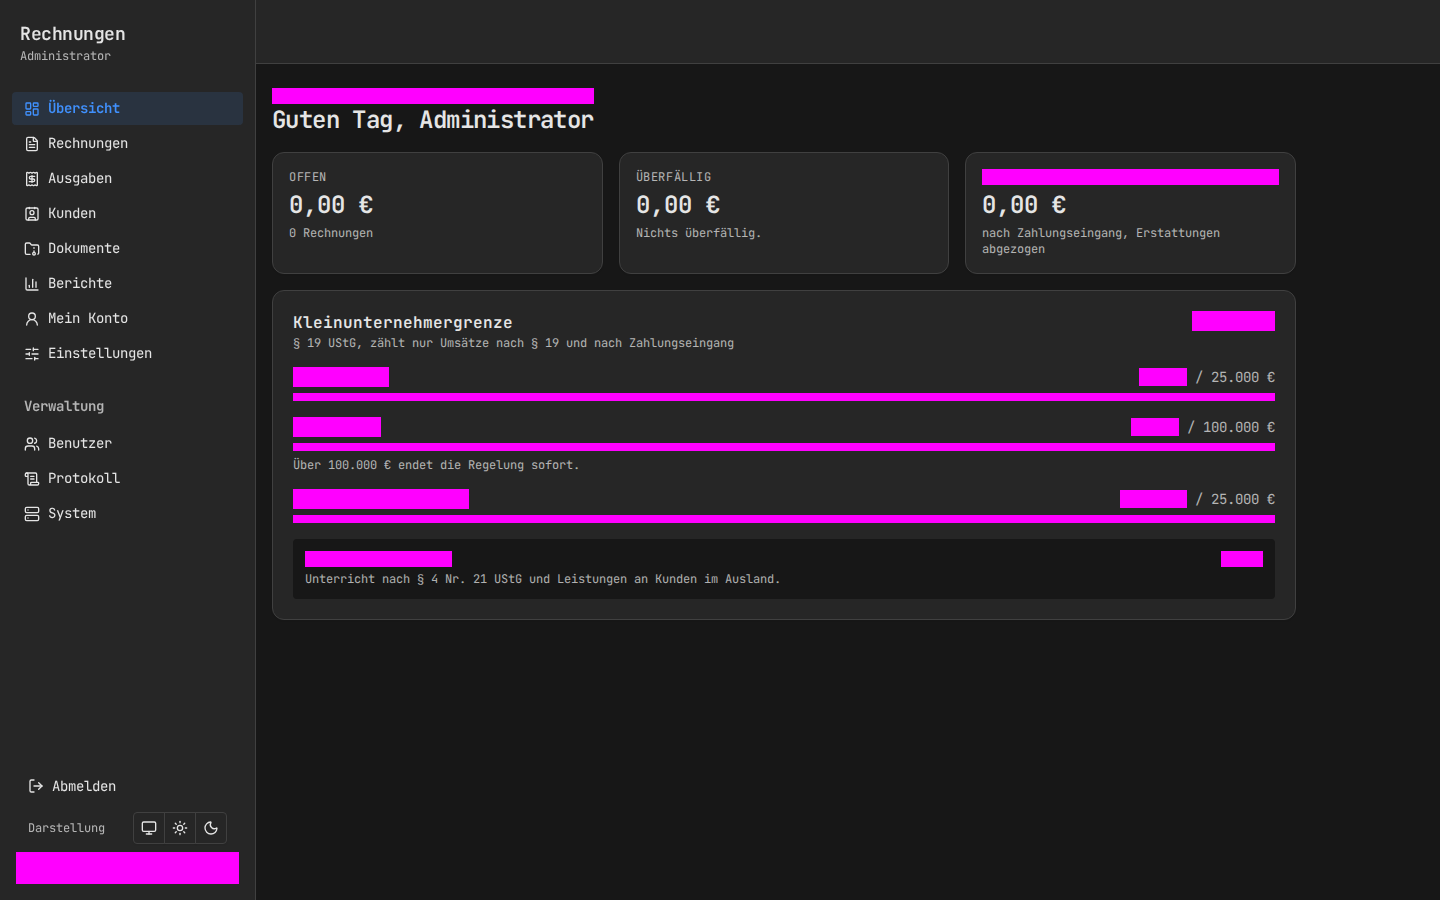 Rechnungen
Administrator
Übersicht
Rechnungen
Ausgaben
Kunden
Dokumente
Berichte
Mein Konto
Einstellungen
Verwaltung
Benutzer
Protokoll
System
Abmelden
Darstellung
Guten Tag, Administrator
OFFEN
0,00 €
0 Rechnungen
ÜBERFÄLLIG
0,00 €
Nichts überfällig.
0,00 €
nach Zahlungseingang, Erstattungen
abgezogen
Kleinunternehmergrenze
§ 19 UStG, zählt nur Umsätze nach § 19 und nach Zahlungseingang
/ 25.000 €
/ 100.000 €
Über 100.000 € endet die Regelung sofort.
/ 25.000 €
Unterricht nach § 4 Nr. 21 UStG und Leistungen an Kunden im Ausland.